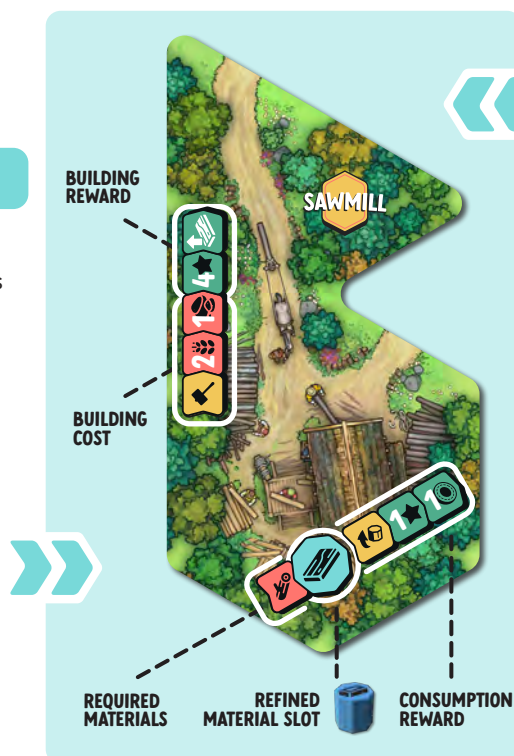 BUILDING
REWARD
SAWMILL
4
1
2
BUILDING
COST
1
1
REQUIRED
MATERIALS
REFINED
MATERIAL SLOT
CONSUMPTION
REWARD
s